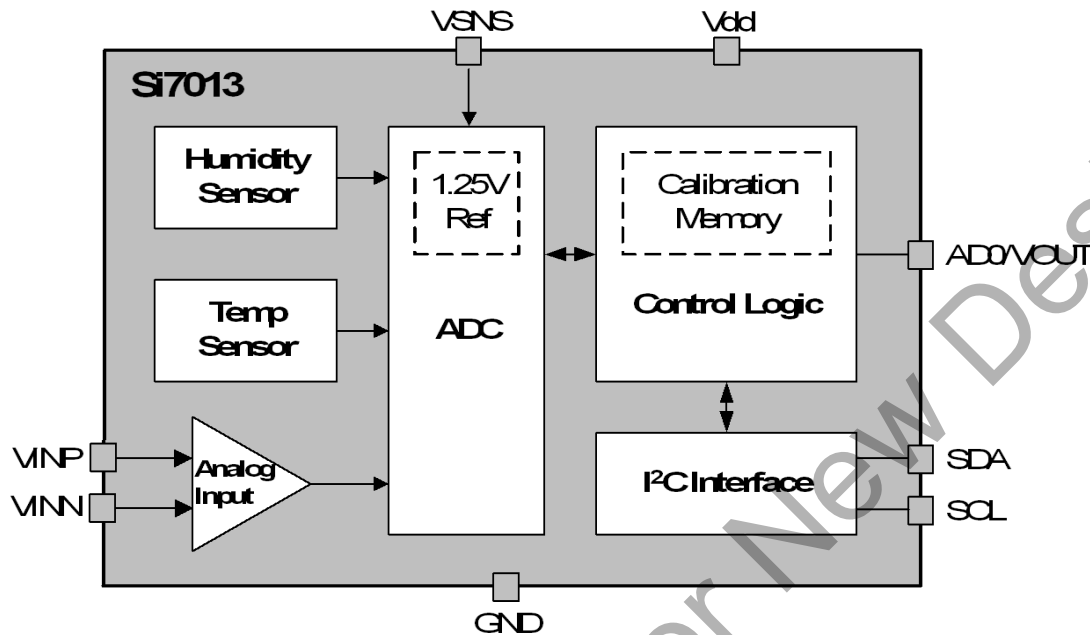 VSNS
Vdd
Si7013
Humidity
Sensor
1.25V
Ref
Calibration
Memory
AD0/VOUT
Temp
Sensor
ADC
Control Logic
VINP
VINN
Analog
Input
I²C Interface
SDA
SCL
GND
New